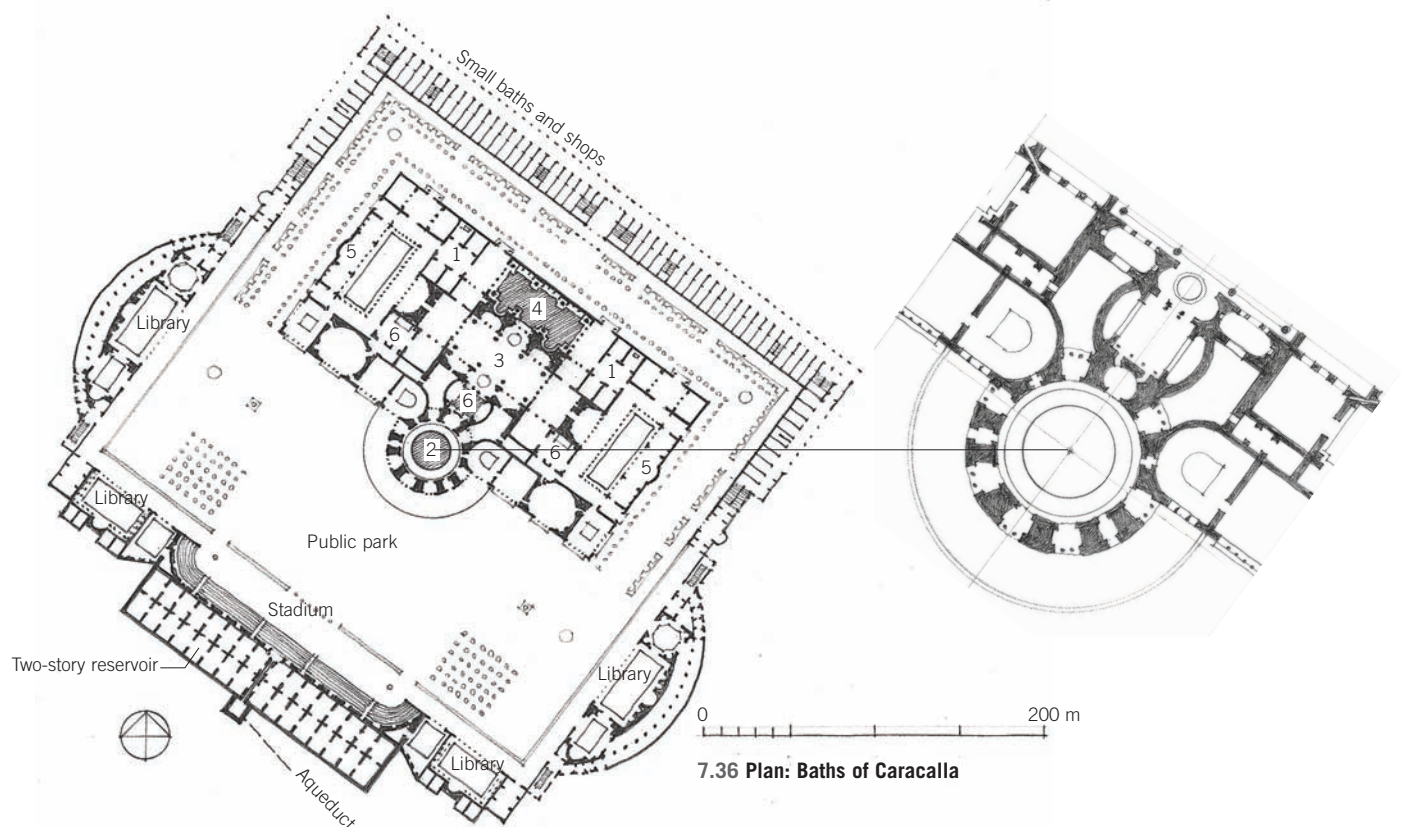 Small baths and shops
5
1
4
Library
6
3
1
6
2
6
5
Library
Public park
Stadium
Two-story reservoir
Library
0 200 m
Library
7.36 Plan: Baths of Caracalla
Aqueduct